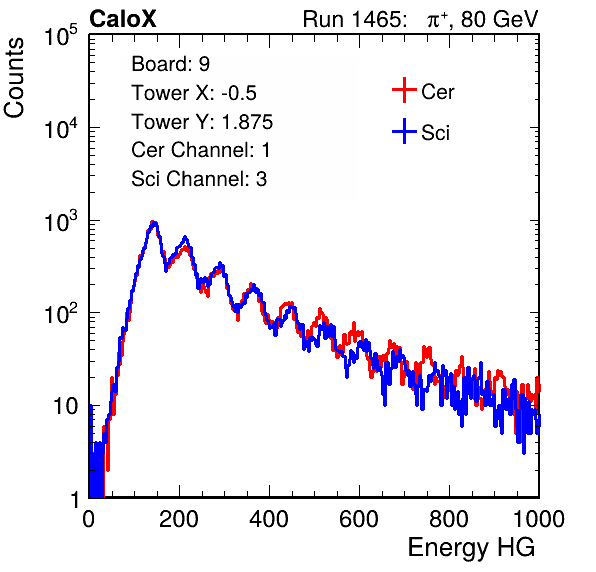 CaloX Run 1465: π⁺, 80 GeV
Counts
10⁵
10⁴
10³
10²
10
1
Board: 9
Tower X: -0.5
Tower Y: 1.875
Cer Channel: 1
Sci Channel: 3
Cer
Sci
0 200 400 600 800 1000
Energy HG